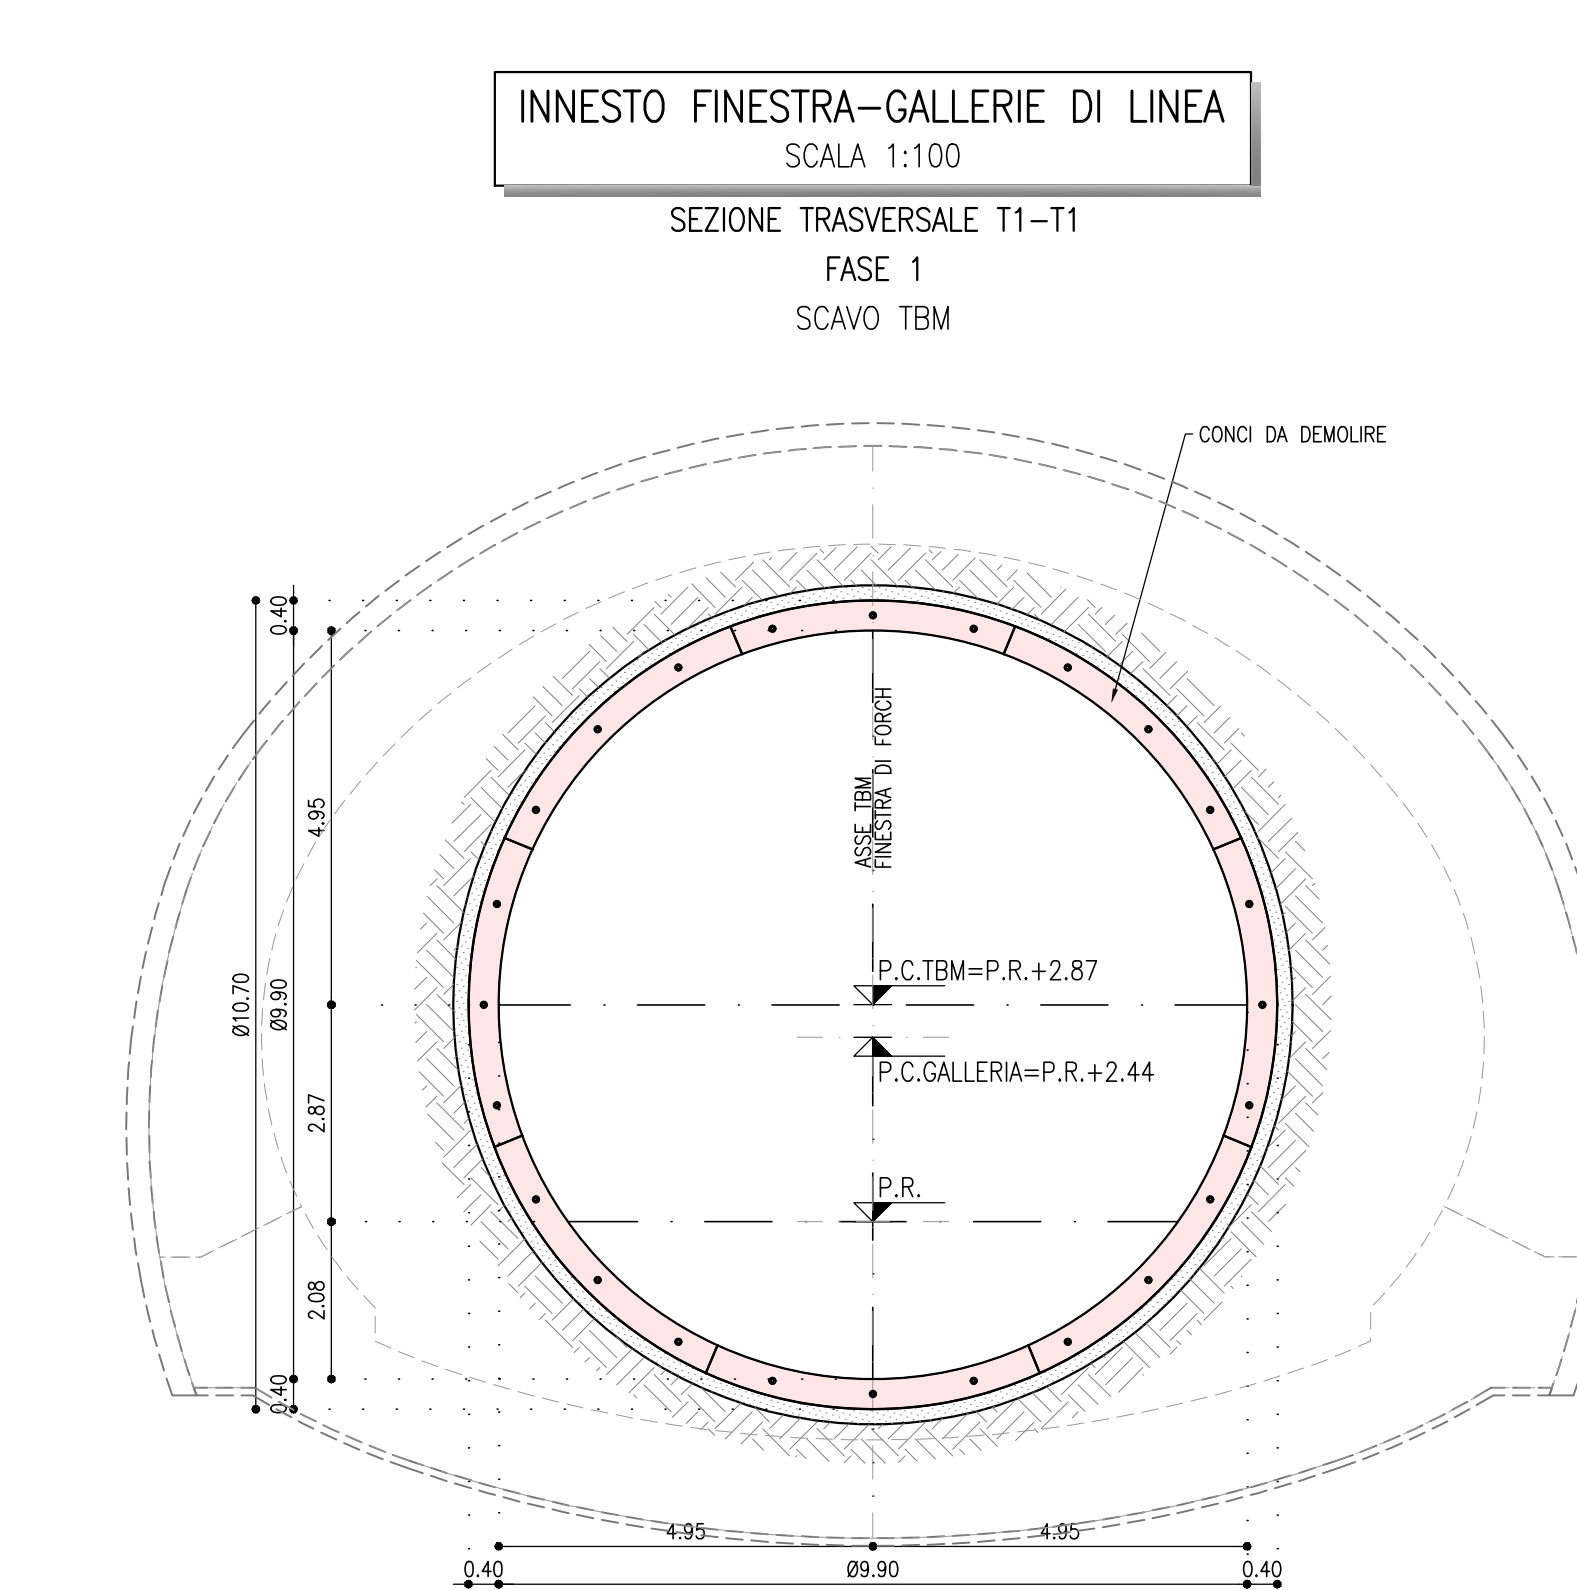 INNESTO FINESTRA-GALLERIE DI LINEA
SCALA 1:100
SEZIONE TRASVERSALE T1-T1
FASE 1
SCAVO TBM
CONCI DA DEMOLIRE
0.40
4.95
ASSE TBM
FINESTRA DI FORCH
P.C.TBM=P.R.+2.87
Ø10.70
Ø9.90
P.C.GALLERIA=P.R.+2.44
2.87
P.R.
2.08
0.40
4.95
4.95
0.40
Ø9.90
0.40